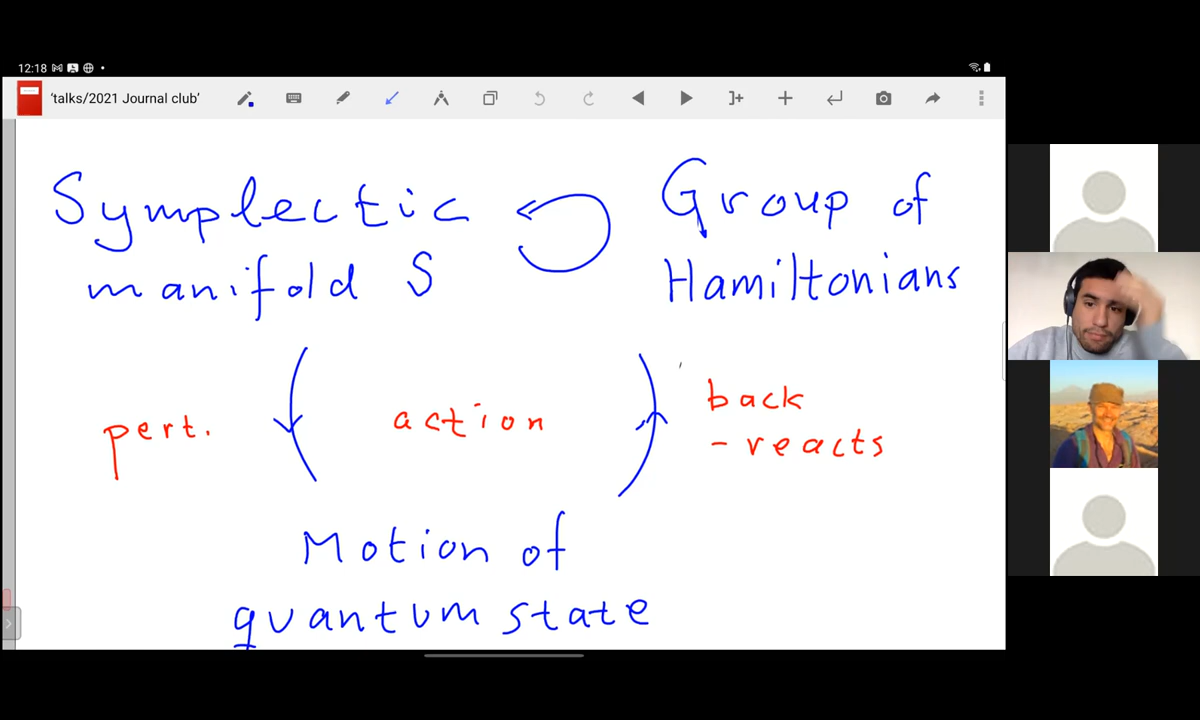 12:18
'talks/2021 Journal club'
Symplectic
manifold S
Group of
Hamiltonians
pert.
action
back
-reacts
Motion of
quantum state